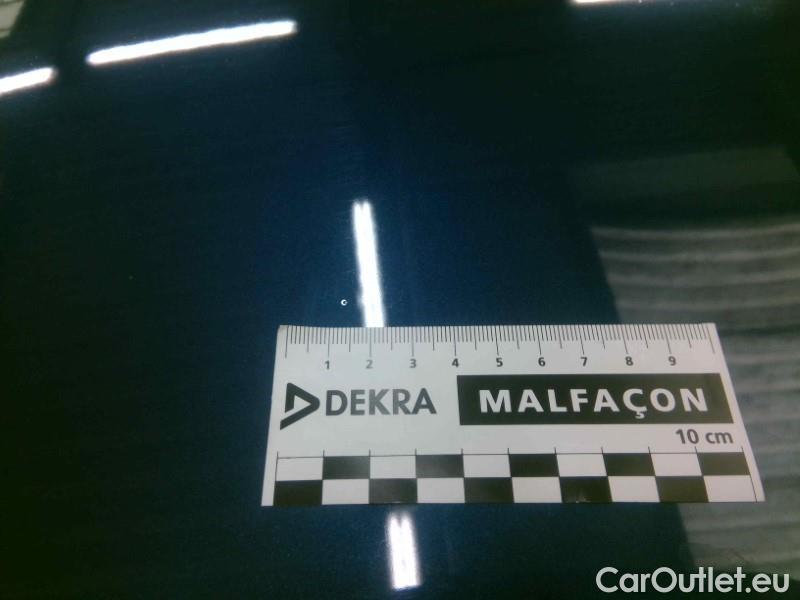 1 2 3 4 5 6 7 8 9
DEKRA MALFAÇON
10 cm
CarOutlet.eu